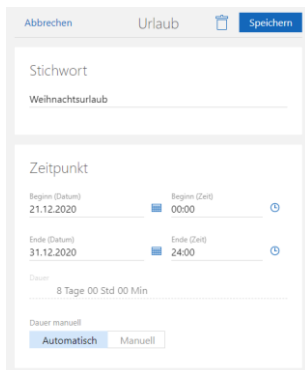 Abbrechen Urlaub Speichern
Stichwort
Weihnachtsurlaub
Zeitpunkt
Beginn (Datum) Beginn (Zeit)
21.12.2020 00:00
Ende (Datum) Ende (Zeit)
31.12.2020 24:00
Dauer
8 Tage 00 Std 00 Min
Dauer manuell
Automatisch Manuell